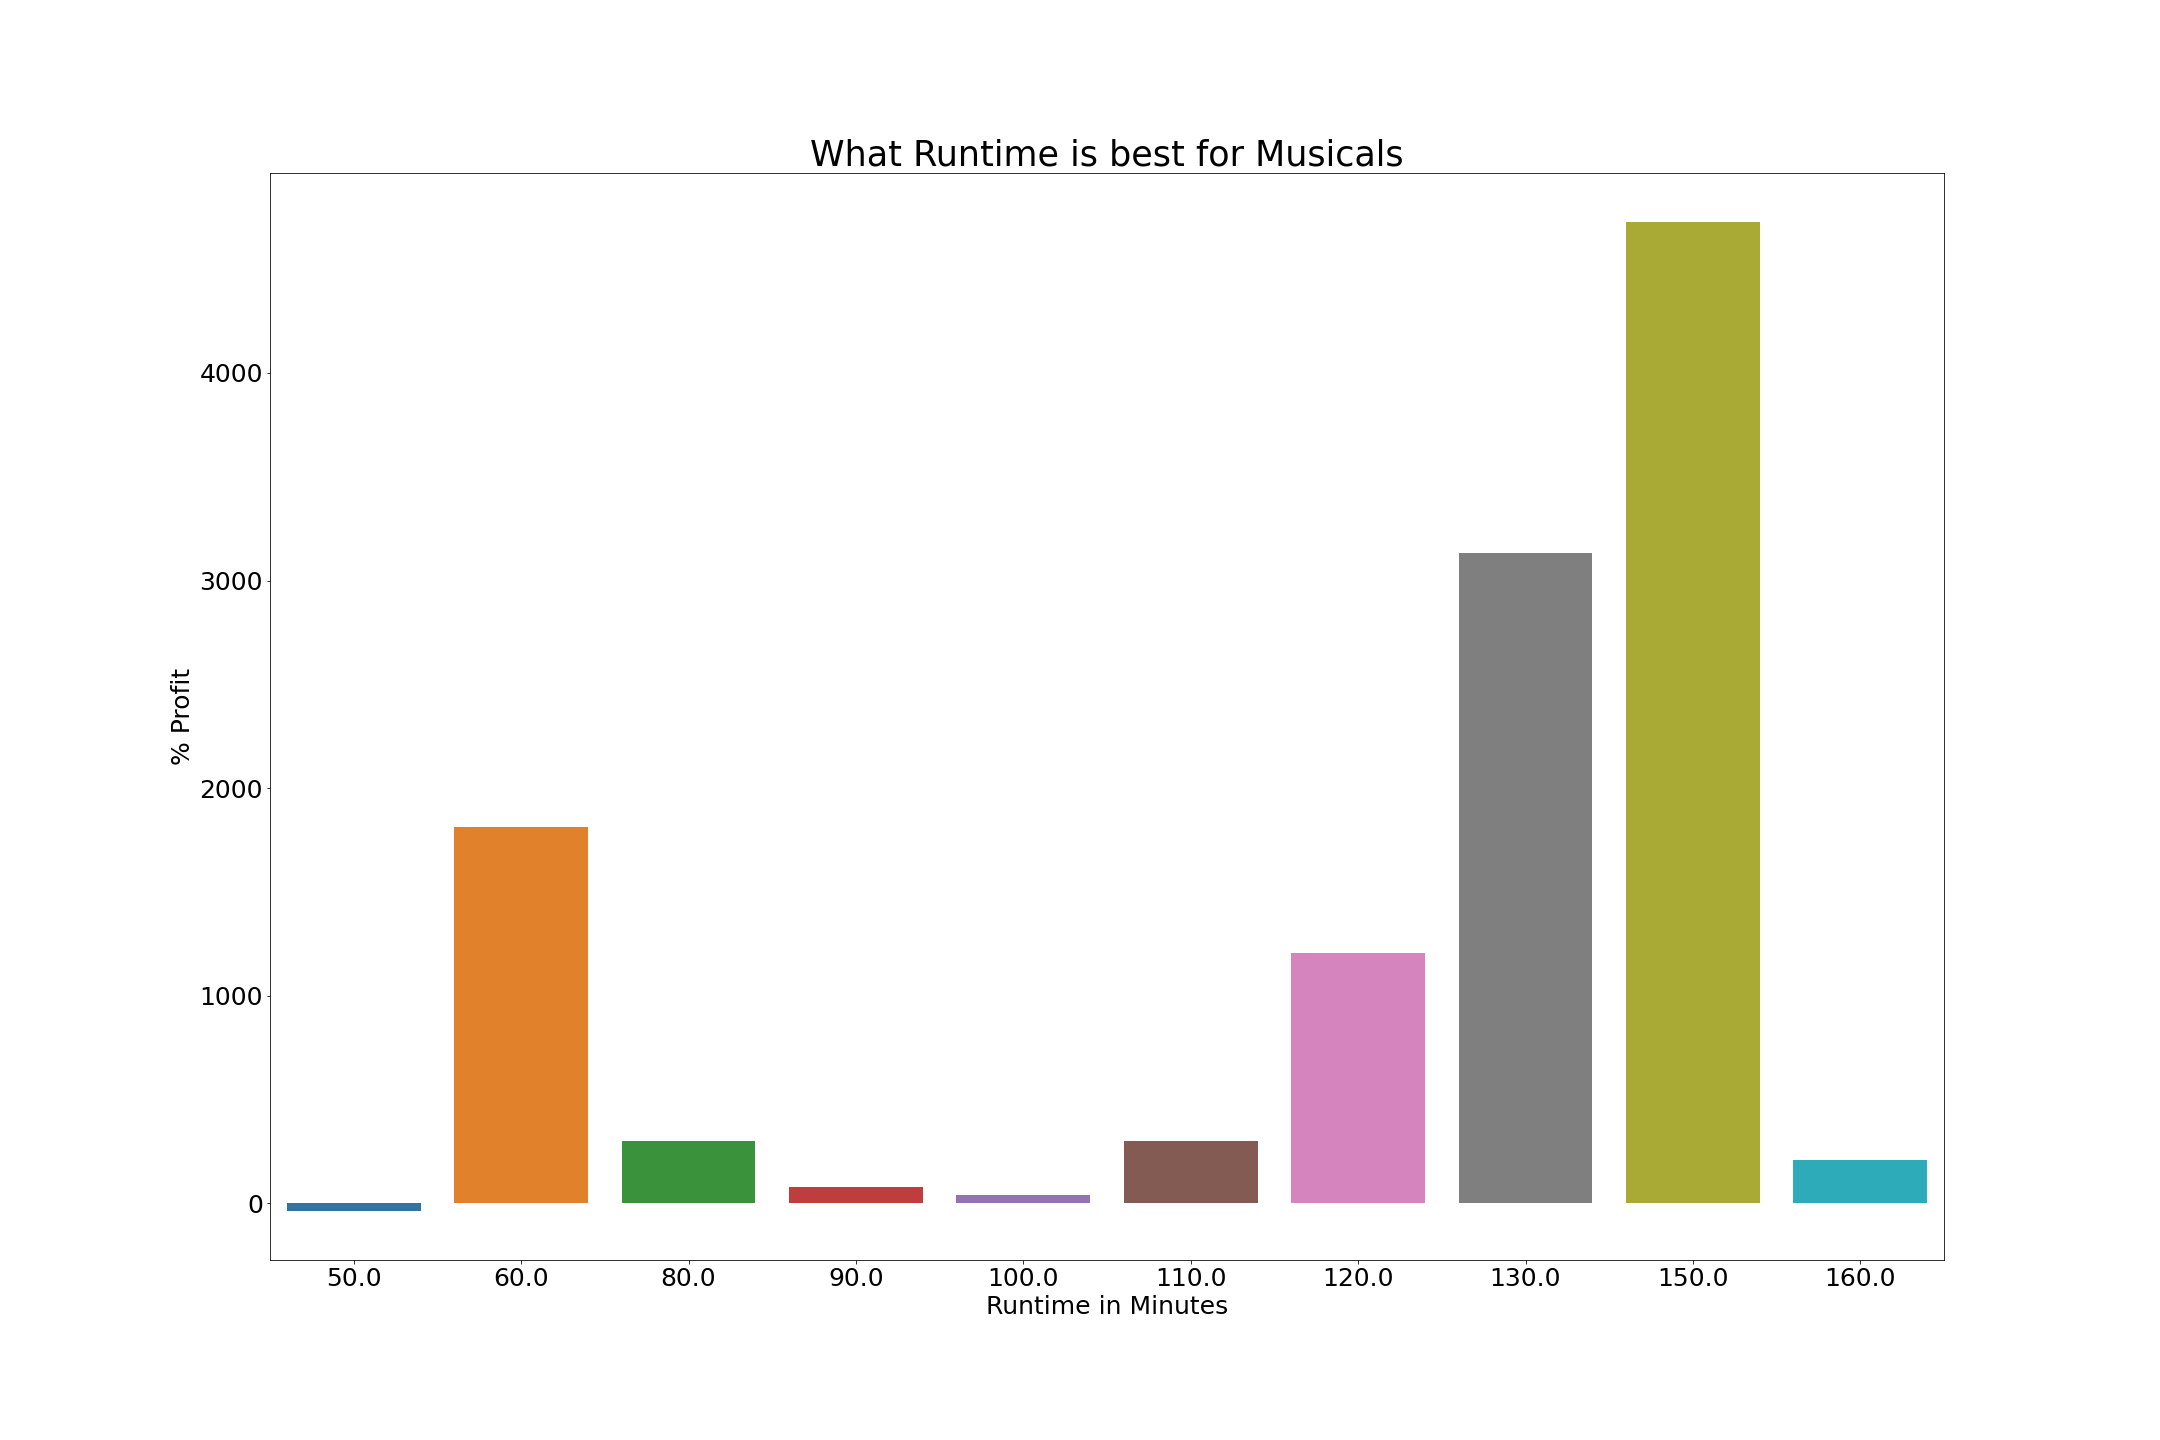 What Runtime is best for Musicals
% Profit
4000
3000
2000
1000
0
50.0 60.0 80.0 90.0 100.0 110.0 120.0 130.0 150.0 160.0
Runtime in Minutes